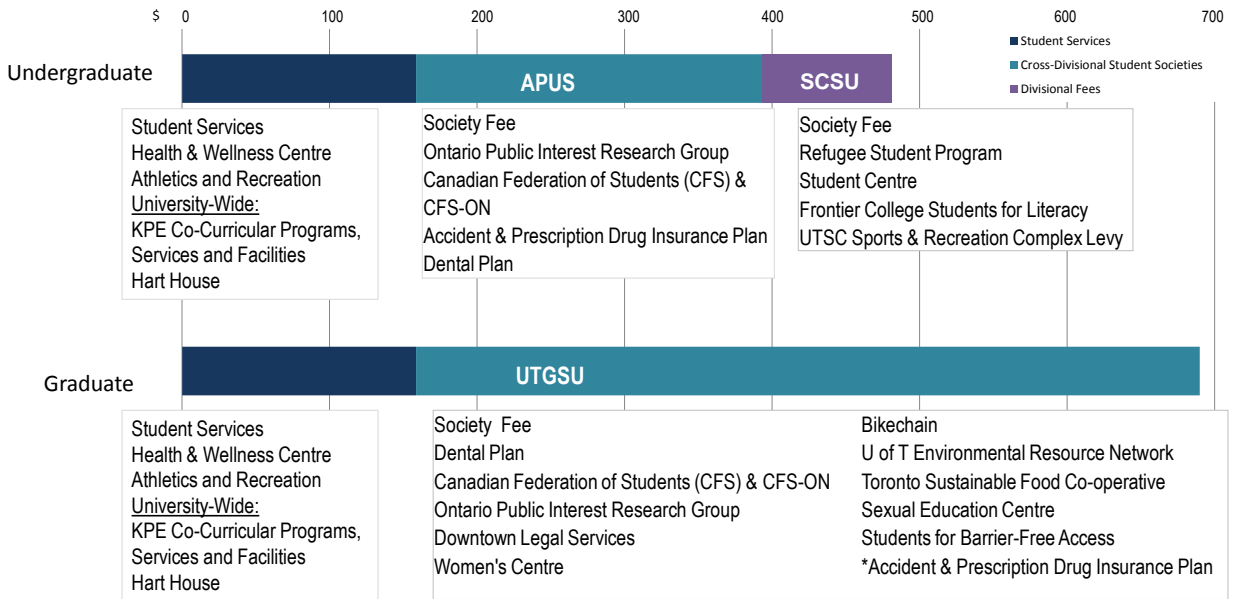 $ 0 100 200 300 400 500 600 700
Student Services
Cross-Divisional Student Societies
Divisional Fees
Undergraduate
APUS
SCSU
Student Services
Health & Wellness Centre
Athletics and Recreation
University-Wide:
KPE Co-Curricular Programs,
Services and Facilities
Hart House
Society Fee
Ontario Public Interest Research Group
Canadian Federation of Students (CFS) &
CFS-ON
Accident & Prescription Drug Insurance Plan
Dental Plan
Society Fee
Refugee Student Program
Student Centre
Frontier College Students for Literacy
UTSC Sports & Recreation Complex Levy
Graduate
UTGSU
Student Services
Health & Wellness Centre
Athletics and Recreation
University-Wide:
KPE Co-Curricular Programs,
Services and Facilities
Hart House
Society Fee
Dental Plan
Canadian Federation of Students (CFS) & CFS-ON
Ontario Public Interest Research Group
Downtown Legal Services
Women's Centre
Bikechain
U of T Environmental Resource Network
Toronto Sustainable Food Co-operative
Sexual Education Centre
Students for Barrier-Free Access
*Accident & Prescription Drug Insurance Plan